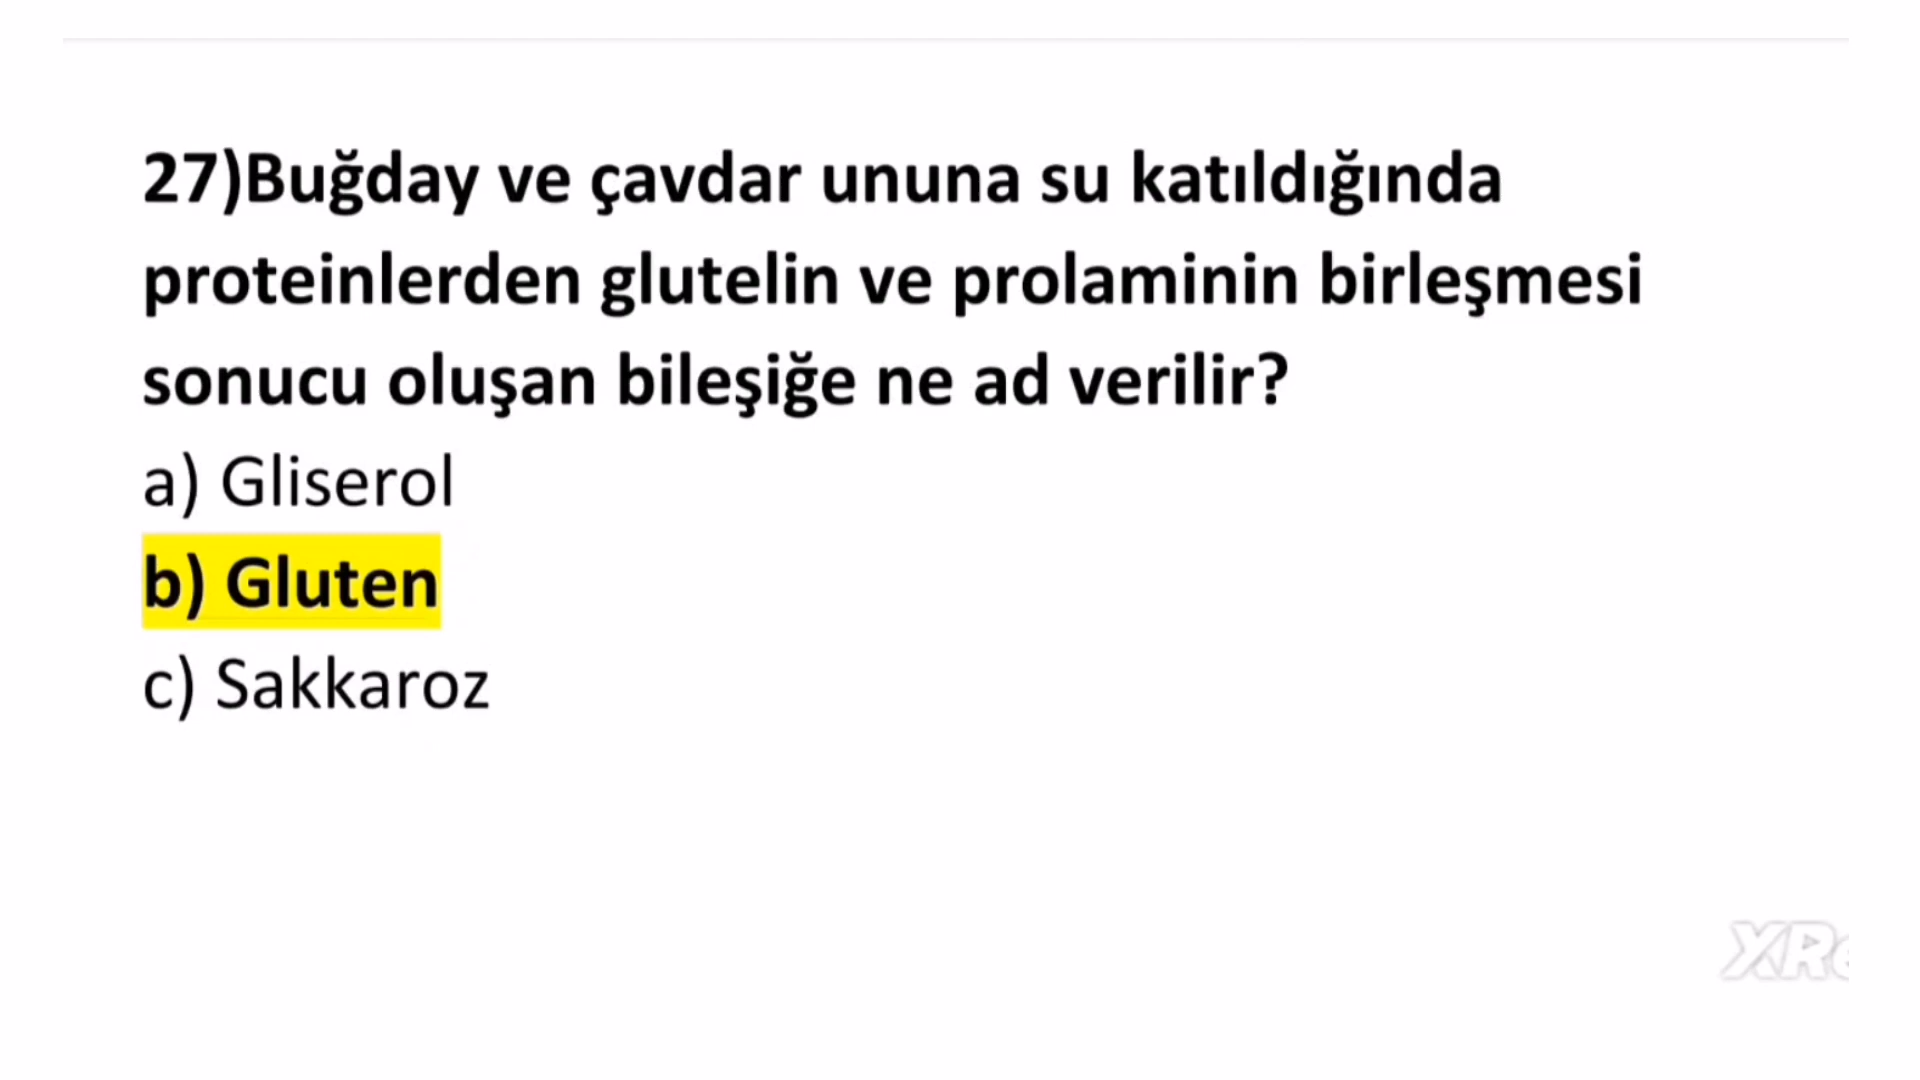 27)Buğday ve çavdar ununa su katıldığında
proteinlerden glutelin ve prolaminin birleşmesi
sonucu oluşan bileşiğe ne ad verilir?
a) Gliserol
b) Gluten
c) Sakkaroz
XRe